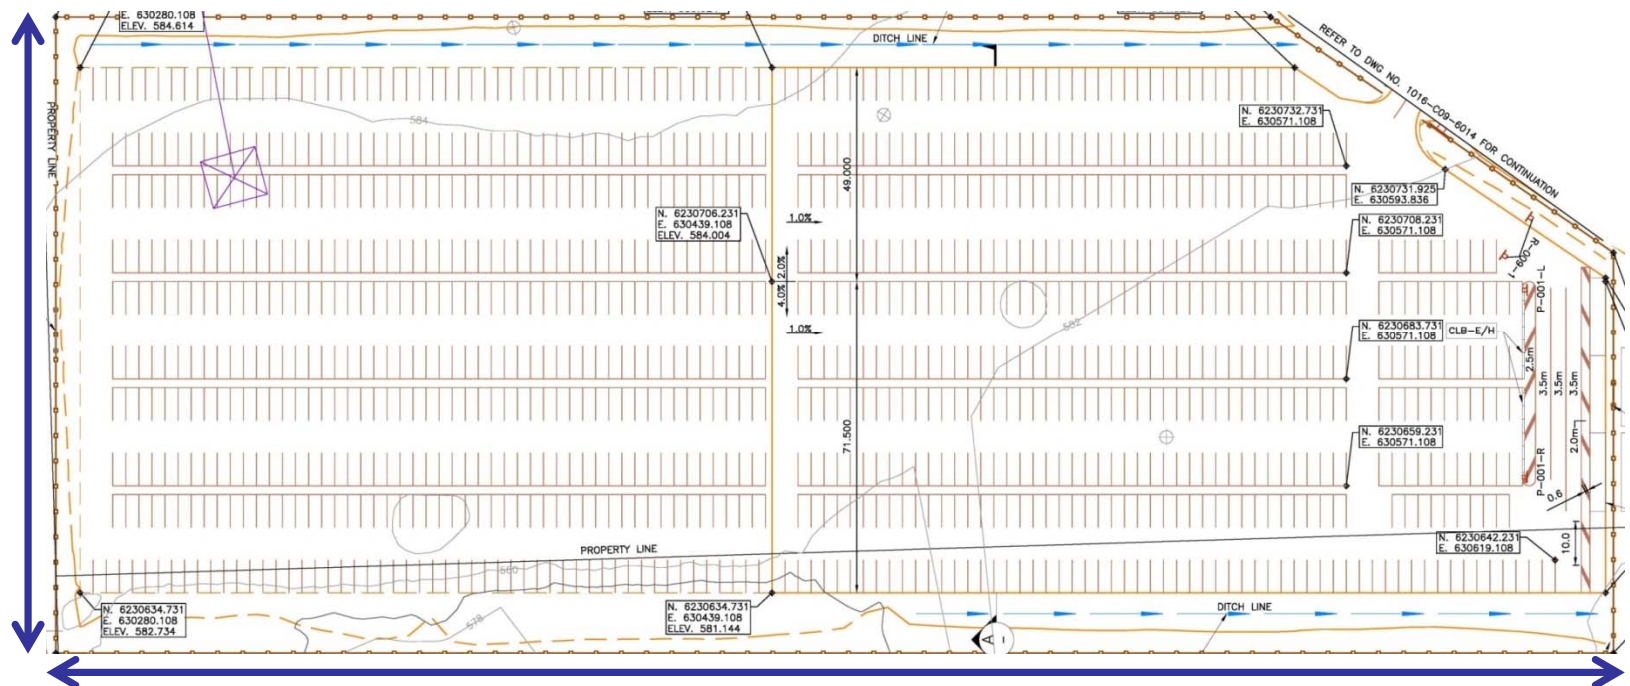 E. 630280.108
ELEV. 584.614
DITCH LINE
REFER TO DWG NO. 1016-C09-6014 FOR CONTINUATION
PROPERTY LINE
584
N. 6230732.731
E. 630571.108
49.000
N. 6230731.925
E. 630593.836
N. 6230706.231
E. 630439.108
ELEV. 584.004
1.0%
N. 6230708.231
E. 630571.108
R-009-1
2.0%
4.0%
P-001-L
1.0%
582
N. 6230683.731
E. 630571.108
CLB-E/H
2.5m
3.5m
3.5m
3.5m
71.500
N. 6230659.231
E. 630571.108
2.0m
P-001-R
0.6
N. 6230642.231
E. 630619.108
10.0
PROPERTY LINE
580
N. 6230634.731
E. 630280.108
ELEV. 582.734
578
N. 6230634.731
E. 630439.108
ELEV. 581.144
DITCH LINE
A
-